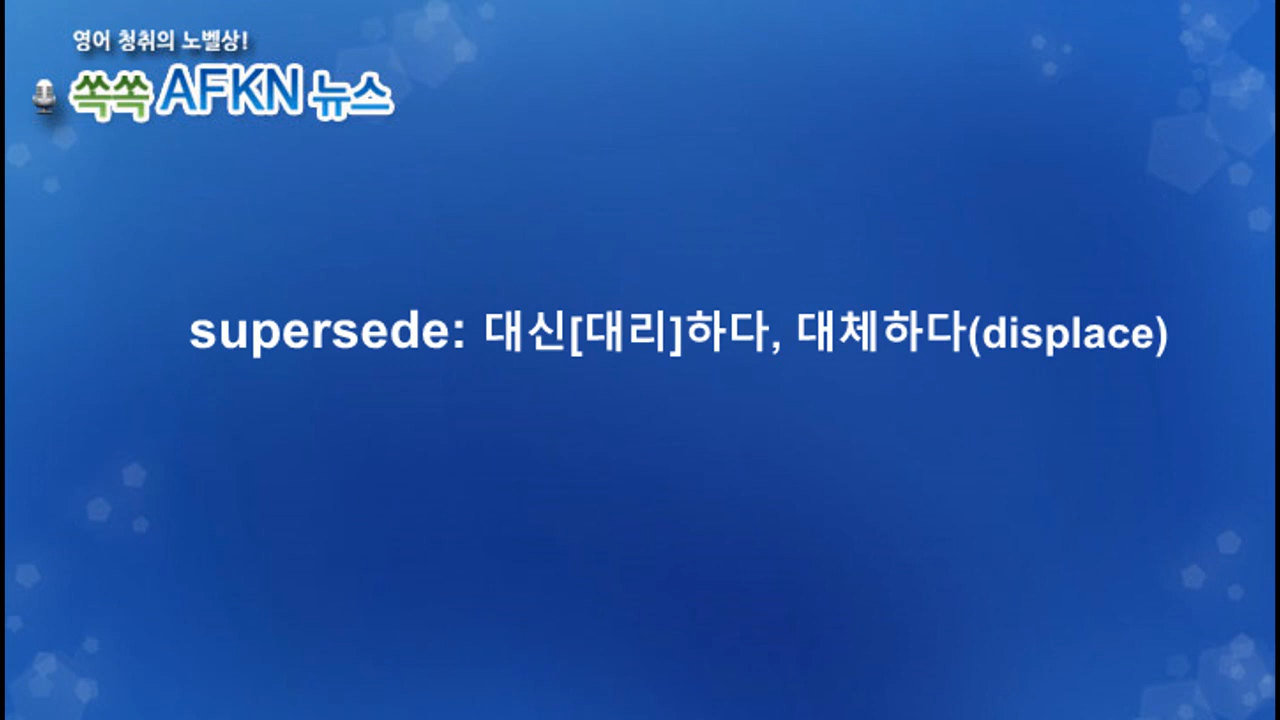 영어 청취의 노벨상!
쏙쏙 AFKN 뉴스
supersede: 대신[대리]하다, 대체하다(displace)